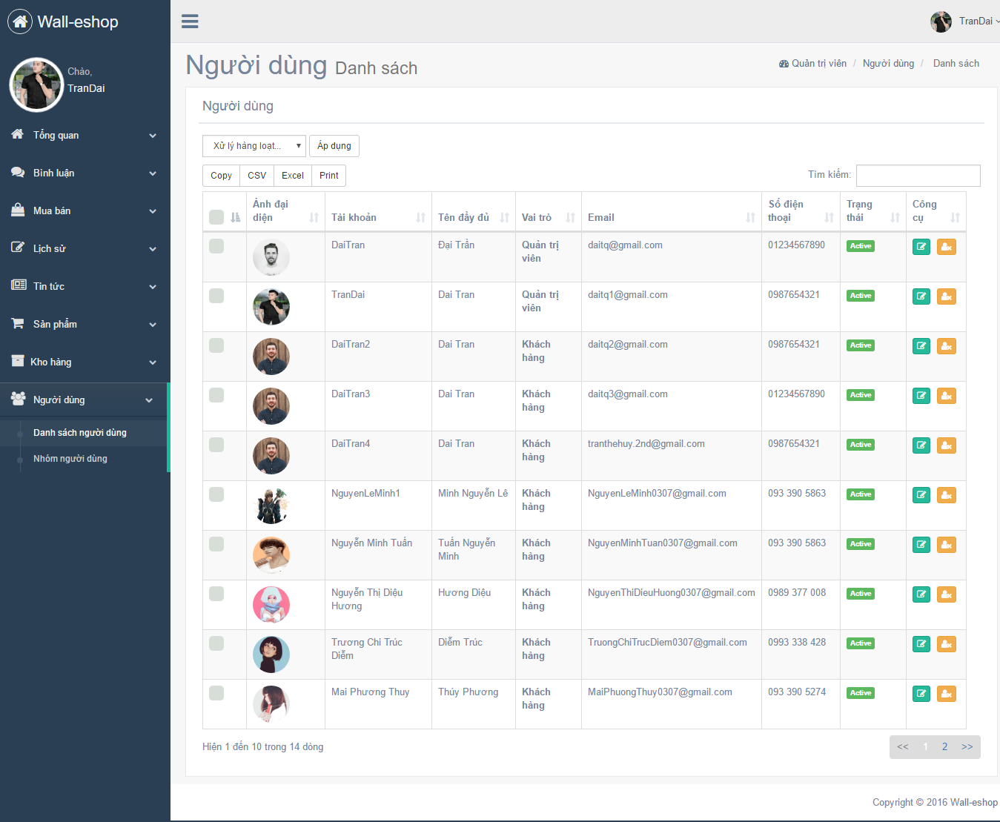 Wall-eshop
TranDai
Chào,
TranDai
Tổng quan
Bình luận
Mua bán
Lịch sử
Tin tức
Sản phẩm
Kho hàng
Người dùng
Danh sách người dùng
Nhóm người dùng
Người dùng Danh sách
Quản trị viên / Người dùng / Danh sách
Người dùng
Xử lý hàng loạt... Áp dụng
Copy CSV Excel Print Tìm kiếm:
Ảnh đại diện Tài khoản Tên đầy đủ Vai trò Email Số điện thoại Trạng thái Công cụ
DaiTran Đại Trần Quản trị viên daitq@gmail.com 01234567890 Active
TranDai Dai Tran Quản trị viên daitq1@gmail.com 0987654321 Active
DaiTran2 Dai Tran Khách hàng daitq2@gmail.com 0987654321 Active
DaiTran3 Dai Tran Khách hàng daitq3@gmail.com 01234567890 Active
DaiTran4 Dai Tran Khách hàng tranthehuy.2nd@gmail.com 0987654321 Active
NguyenLeMinh1 Minh Nguyễn Lê Khách hàng NguyenLeMinh0307@gmail.com 093 390 5863 Active
Nguyễn Minh Tuấn Tuấn Nguyễn Minh Khách hàng NguyenMinhTuan0307@gmail.com 093 390 5863 Active
Nguyễn Thị Diệu Hương Hương Diệu Khách hàng NguyenThiDieuHuong0307@gmail.com 0989 377 008 Active
Trương Chi Trúc Diễm Diễm Trúc Khách hàng TruongChiTrucDiem0307@gmail.com 0993 338 428 Active
Mai Phương Thuy Thúy Phương Khách hàng MaiPhuongThuy0307@gmail.com 093 390 5274 Active
Hiện 1 đến 10 trong 14 dòng << 1 2 >>
Copyright © 2016 Wall-eshop